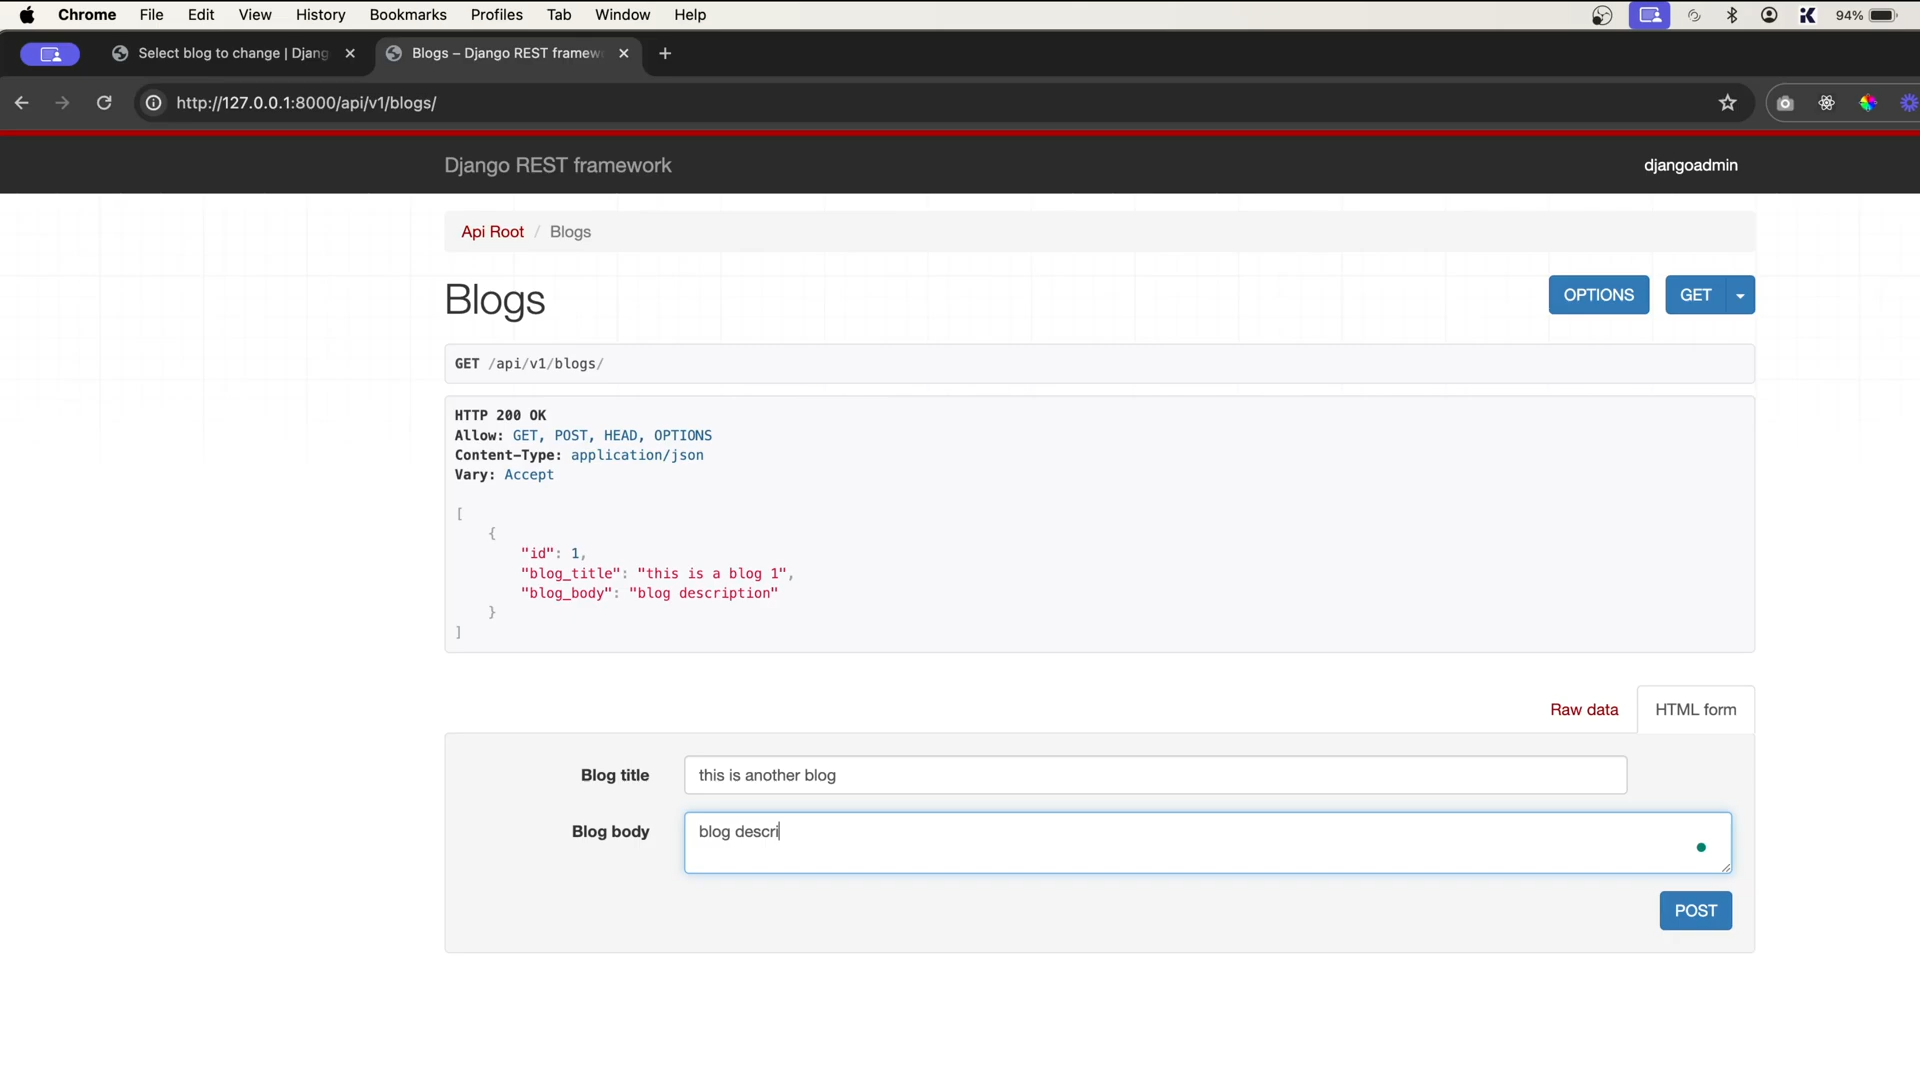 Chrome File Edit View History Bookmarks Profiles Tab Window Help 94%
Select blog to change | Djang
Blogs – Django REST framew
http://127.0.0.1:8000/api/v1/blogs/
Django REST framework
djangoadmin
Api Root / Blogs
Blogs
OPTIONS
GET
GET /api/v1/blogs/
HTTP 200 OK
Allow: GET, POST, HEAD, OPTIONS
Content-Type: application/json
Vary: Accept
[
{
"id": 1,
"blog_title": "this is a blog 1",
"blog_body": "blog description"
}
]
Raw data
HTML form
Blog title this is another blog
Blog body blog descri
POST